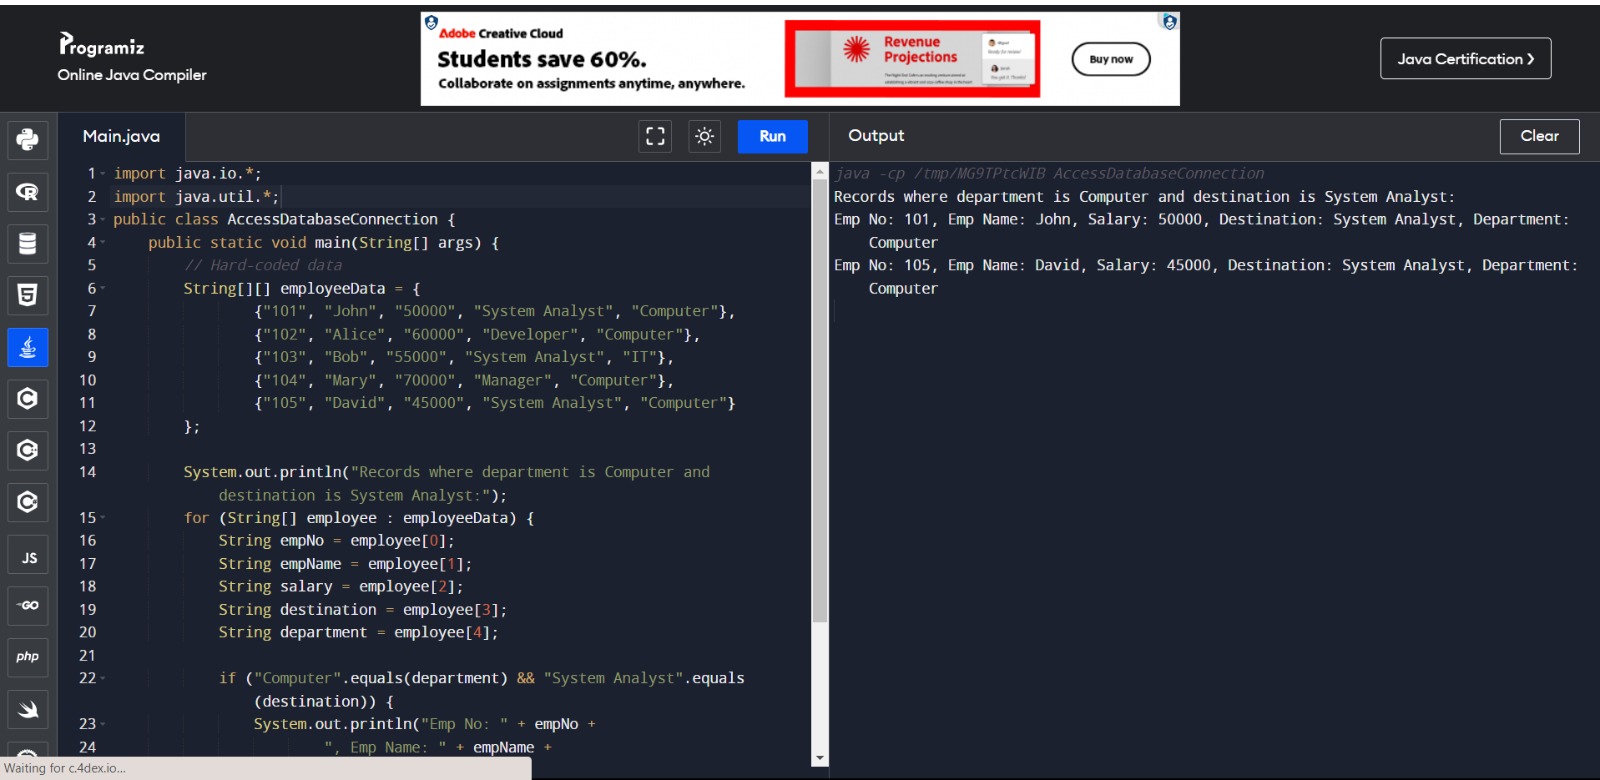 Programiz
Online Java Compiler
Adobe Creative Cloud
Students save 60%.
Collaborate on assignments anytime, anywhere.
Revenue
Projections
Buy now
Java Certification ❯
Main.java
Run
Output
Clear
1 import java.io.*;
2 import java.util.*;
3 public class AccessDatabaseConnection {
4 public static void main(String[] args) {
5 // Hard-coded data
6 String[][] employeeData = {
7 {"101", "John", "50000", "System Analyst", "Computer"},
8 {"102", "Alice", "60000", "Developer", "Computer"},
9 {"103", "Bob", "55000", "System Analyst", "IT"},
10 {"104", "Mary", "70000", "Manager", "Computer"},
11 {"105", "David", "45000", "System Analyst", "Computer"}
12 };
13
14 System.out.println("Records where department is Computer and
destination is System Analyst:");
15 for (String[] employee : employeeData) {
16 String empNo = employee[0];
17 String empName = employee[1];
18 String salary = employee[2];
19 String destination = employee[3];
20 String department = employee[4];
21
22 if ("Computer".equals(department) && "System Analyst".equals
(destination)) {
23 System.out.println("Emp No: " + empNo +
24 ", Emp Name: " + empName +
java -cp /tmp/MG9TPtcWIB AccessDatabaseConnection
Records where department is Computer and destination is System Analyst:
Emp No: 101, Emp Name: John, Salary: 50000, Destination: System Analyst, Department:
Computer
Emp No: 105, Emp Name: David, Salary: 45000, Destination: System Analyst, Department:
Computer
R
5
C
C
C
JS
GO
php
Waiting for c.4dex.io...